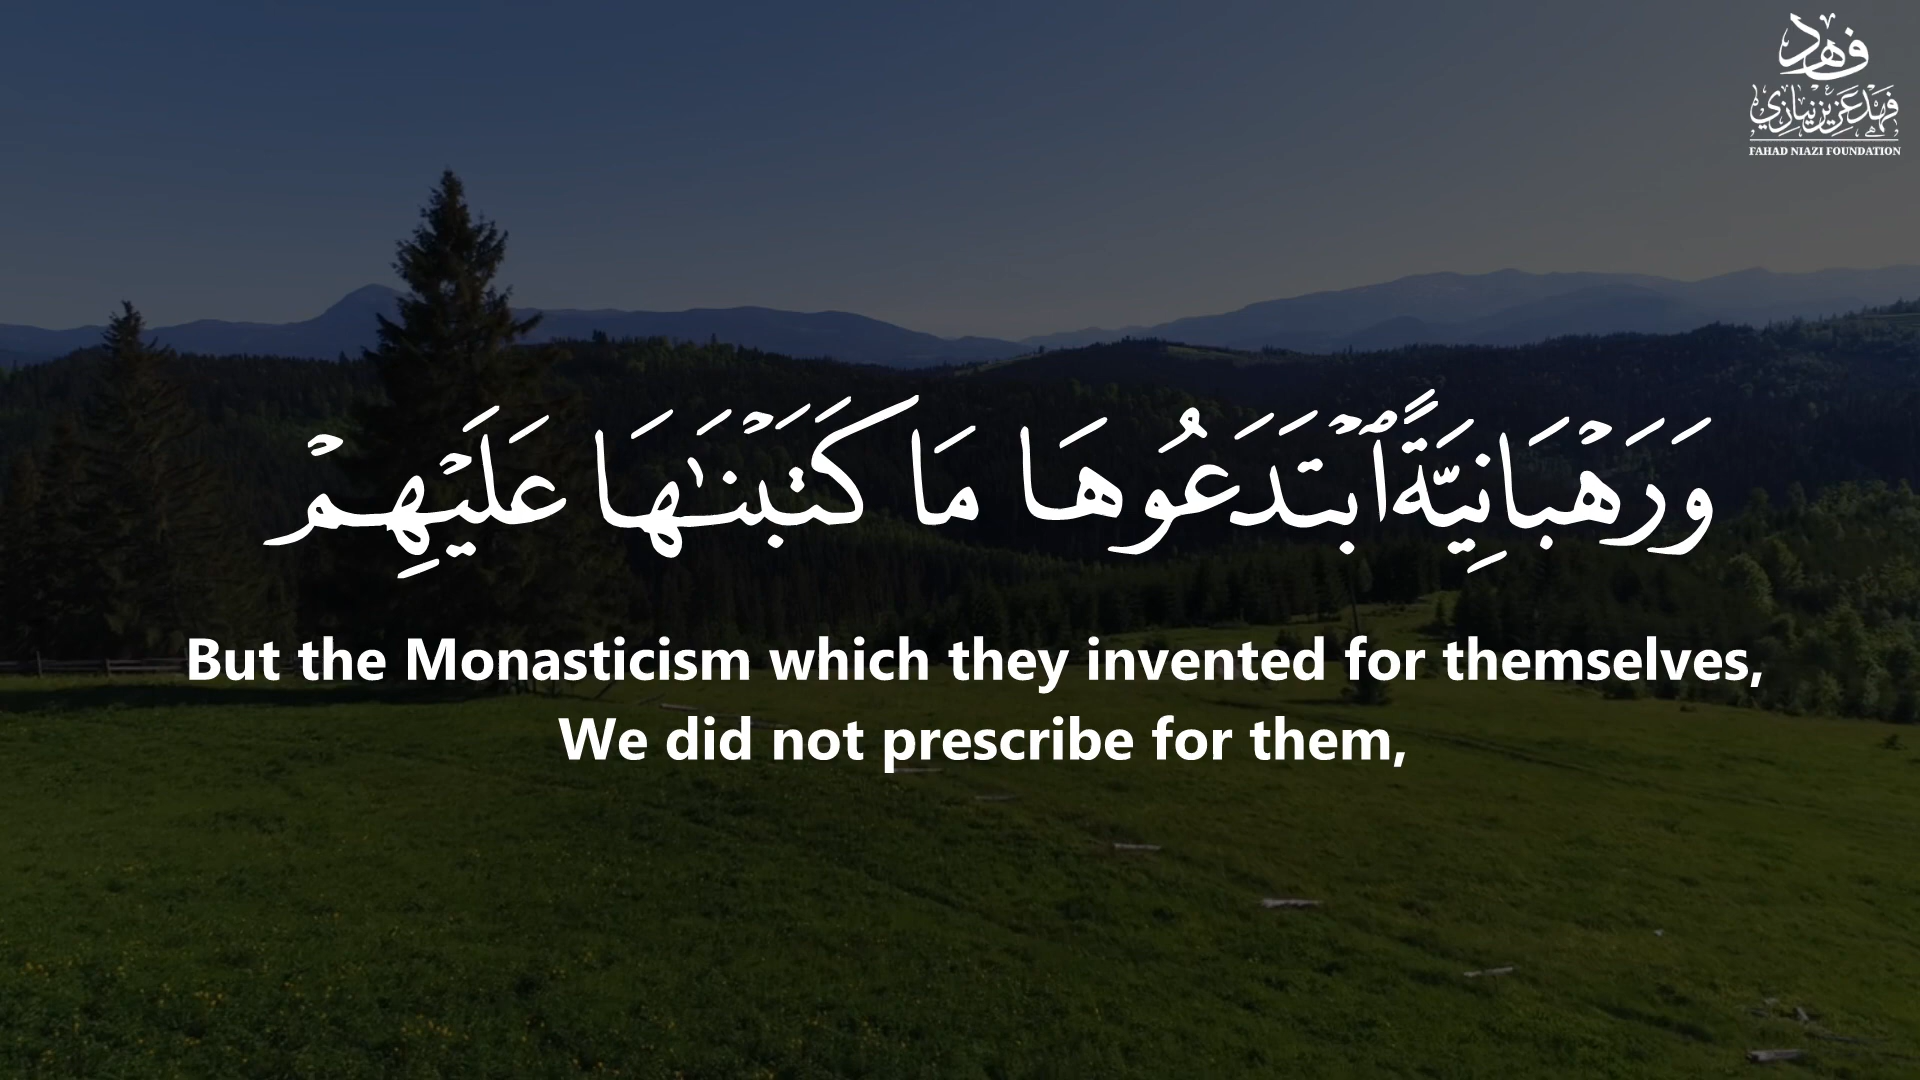 فهد
فهد عزيز نيازي
FAHAD NIAZI FOUNDATION
وَرَهۡبَانِيَّةً ٱبۡتَدَعُوهَا مَا كَتَبۡنَٰهَا عَلَيۡهِمۡ
But the Monasticism which they invented for themselves,
We did not prescribe for them,